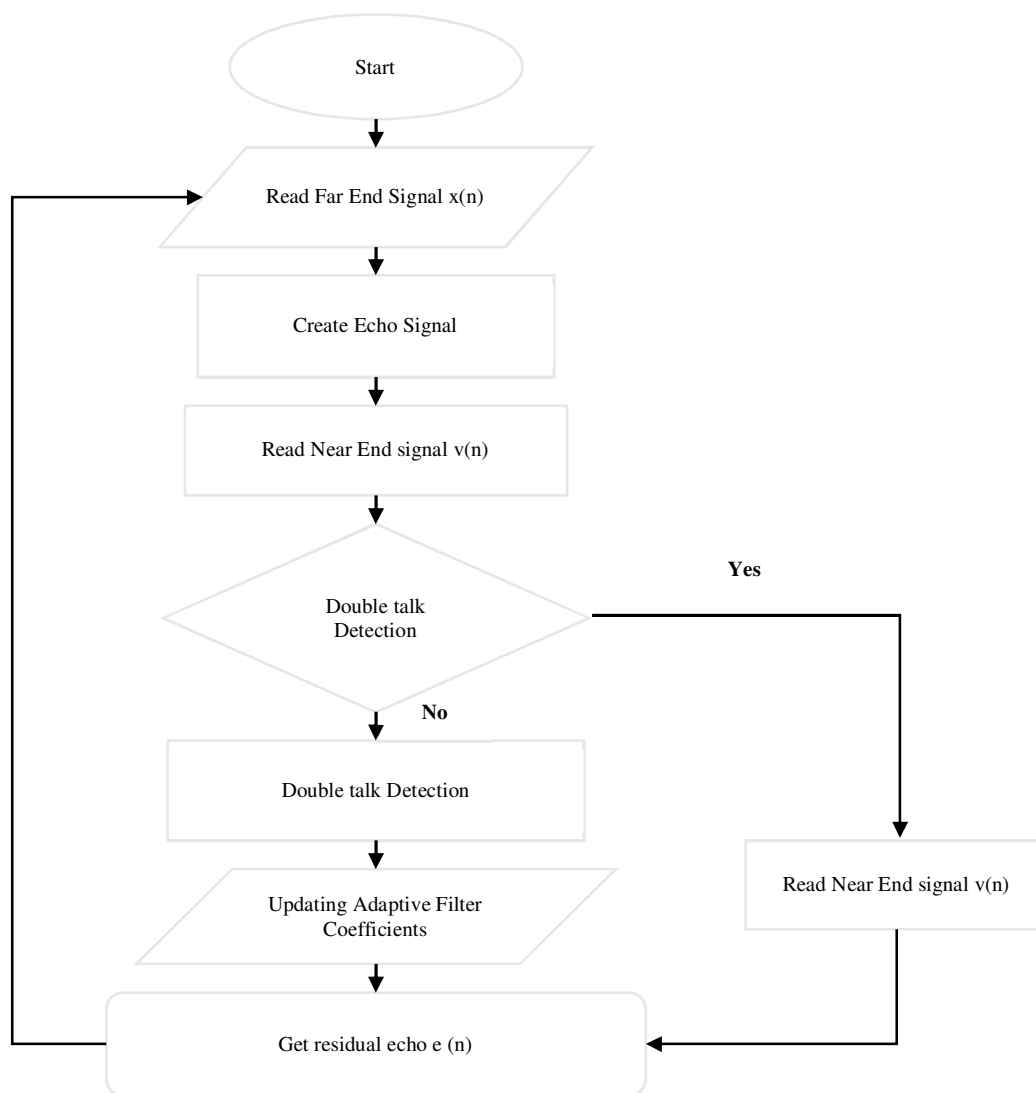 Start
Read Far End Signal x(n)
Create Echo Signal
Read Near End signal v(n)
Yes
Double talk
Detection
No
Double talk Detection
Read Near End signal v(n)
Updating Adaptive Filter
Coefficients
Get residual echo e (n)